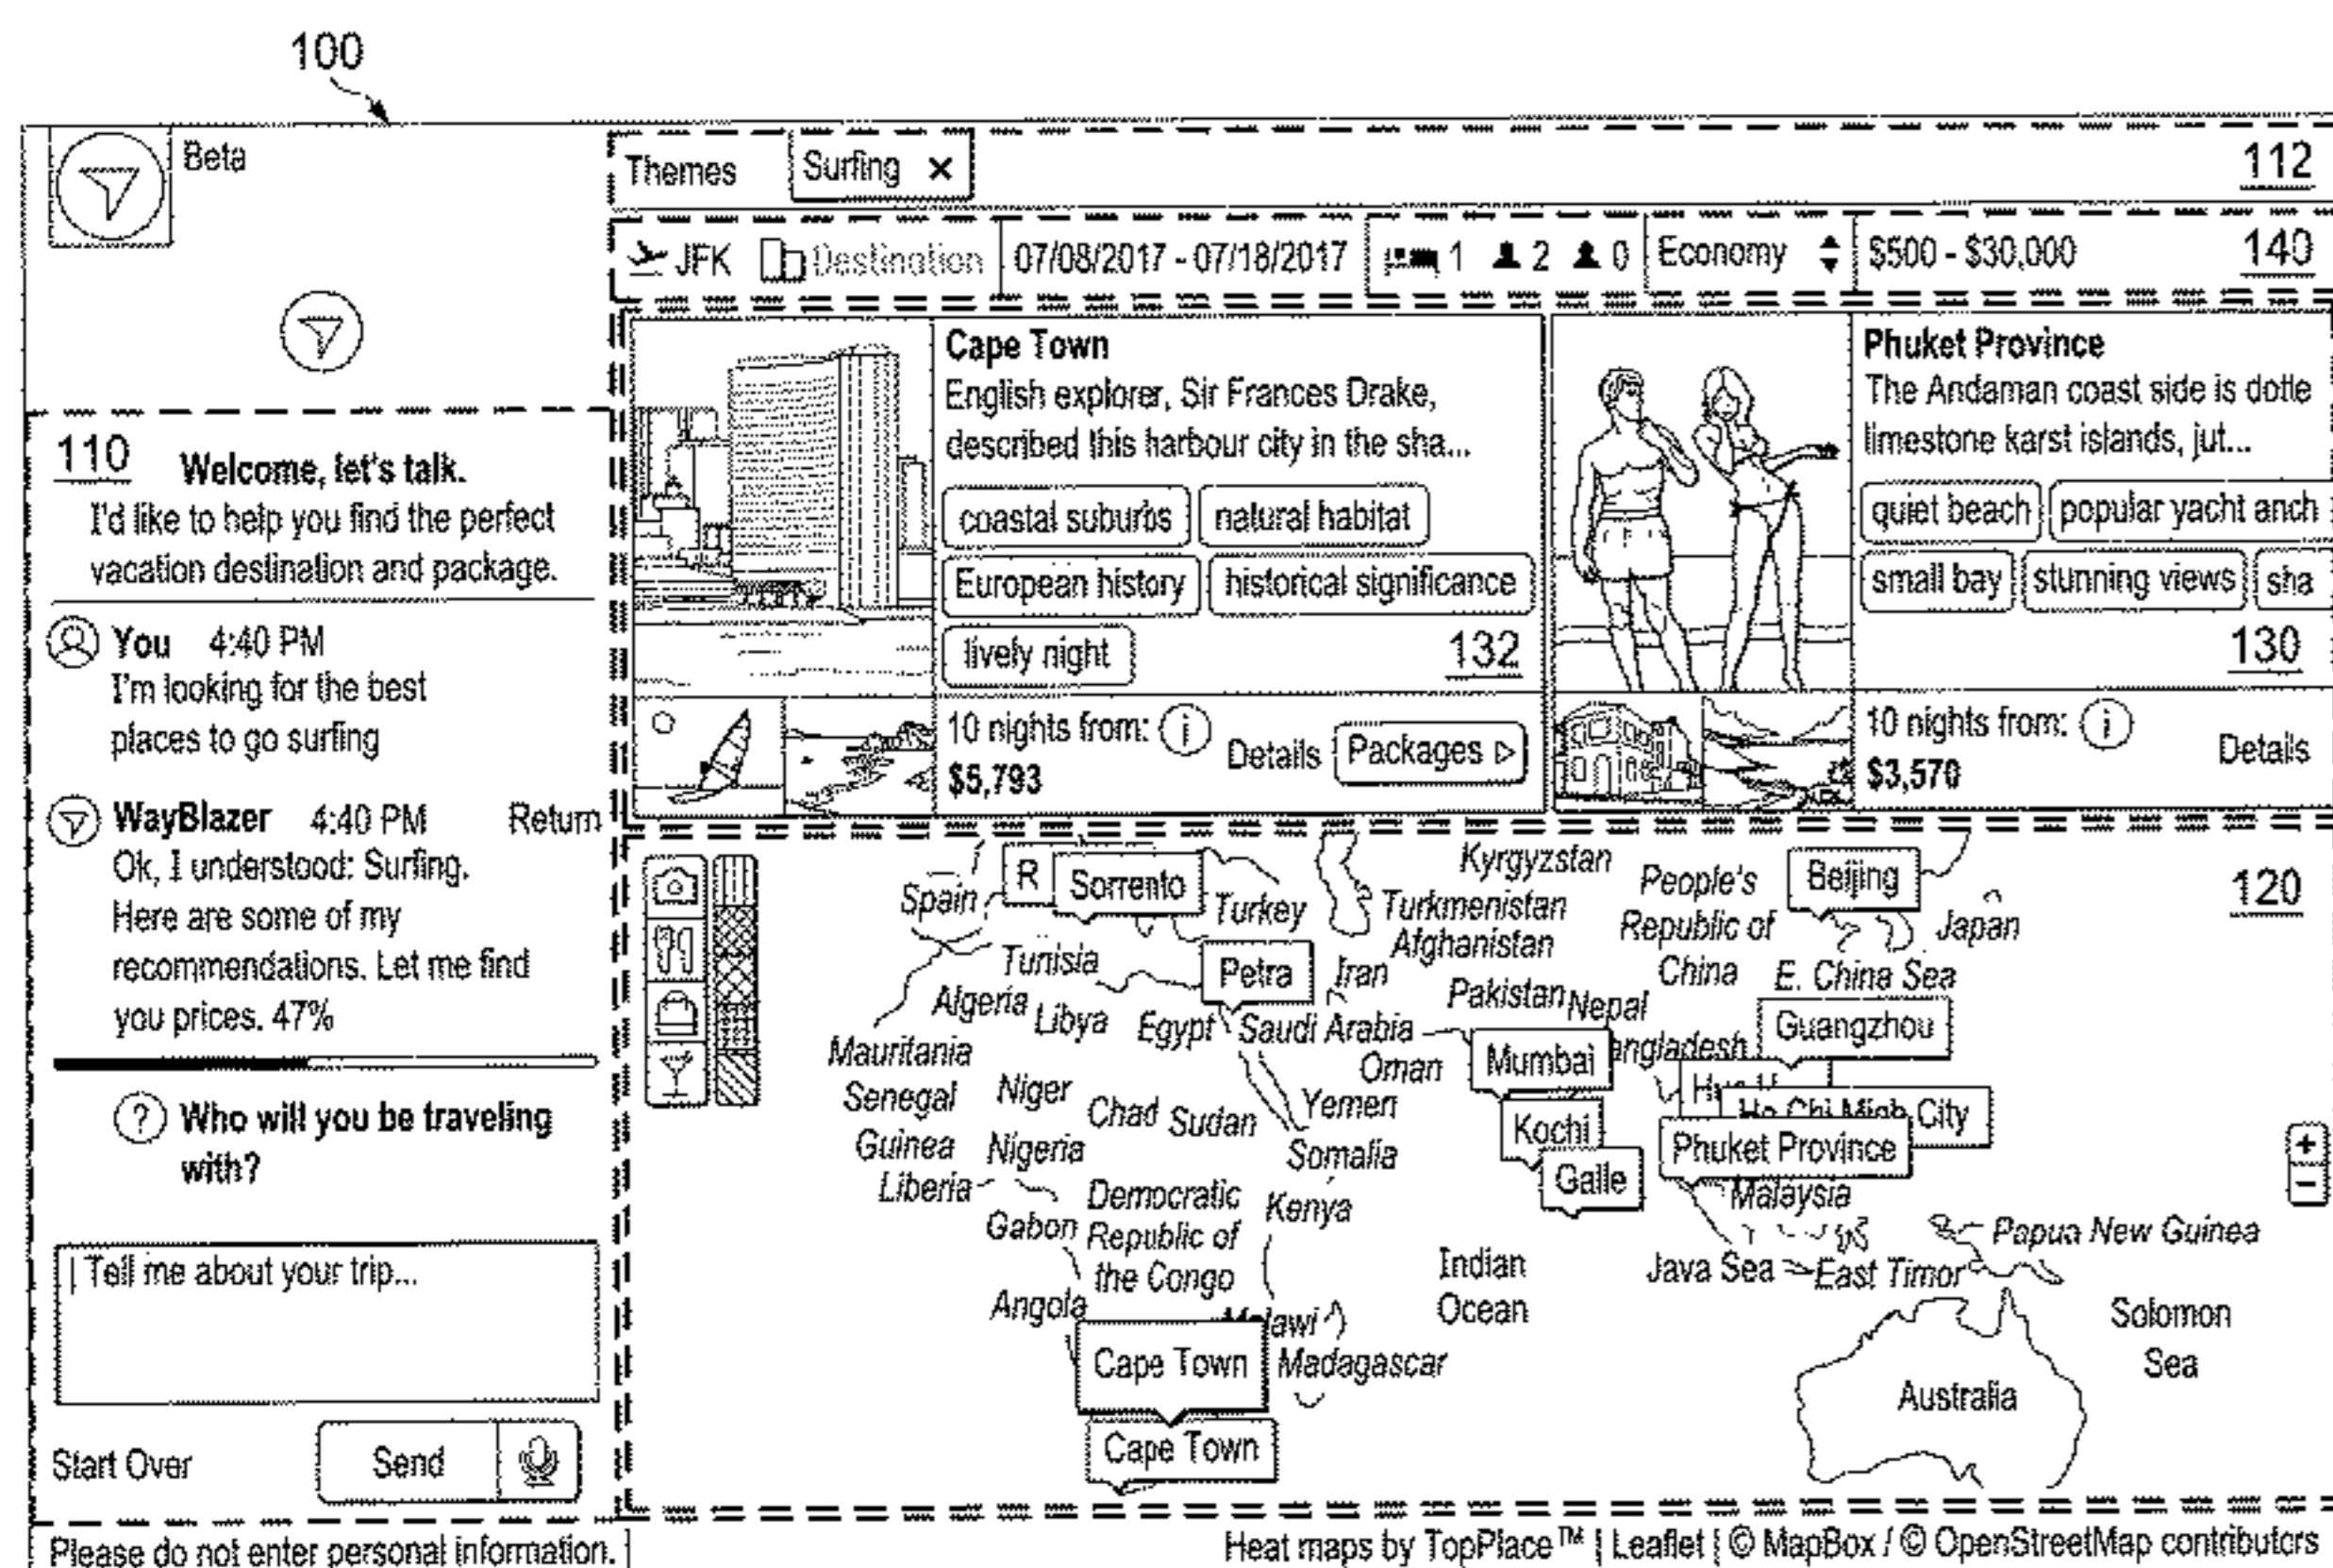 100
Beta
Themes Surfing × 112
JFK Destination 07/08/2017 - 07/18/2017 1 2 0 Economy $500 - $30,000 140
110
Welcome, let's talk.
I'd like to help you find the perfect
vacation destination and package.
You 4:40 PM
I'm looking for the best
places to go surfing
WayBlazer 4:40 PM Return
Ok, I understood: Surfing.
Here are some of my
recommendations. Let me find
you prices. 47%
? Who will you be traveling
with?
Tell me about your trip...
Start Over Send
Please do not enter personal information.
Cape Town
English explorer, Sir Frances Drake,
described this harbour city in the sha...
coastal suburbs natural habitat
European history historical significance
lively night 132
10 nights from: i Details Packages
$5,793
Phuket Province
The Andaman coast side is dotte
limestone karst islands, jut...
quiet beach popular yacht anch
small bay stunning views sha
130
10 nights from: i Details
$3,570
120
Spain R Sorrento Turkey
Kyrgyzstan
Turkmenistan
Afghanistan
People's
Republic of
China
Beijing
Japan
Tunisia Petra Iran
E. China Sea
Algeria Libya Egypt Saudi Arabia
Pakistan Nepal
Guangzhou
Mauritania Oman Mumbai angladesh
Senegal Niger Chad Sudan Yemen
Ho Chi Minh City
Guinea Nigeria Somalia Kochi Phuket Province
Liberia Galle Malaysia
+
−
Gabon Democratic
Republic of
the Congo
Kenya
Indian
Ocean
Java Sea East Timor Papua New Guinea
Angola Malawi
Solomon
Sea
Cape Town Madagascar
Australia
Cape Town
Heat maps by TopPlace™ | Leaflet | © MapBox / © OpenStreetMap contributors